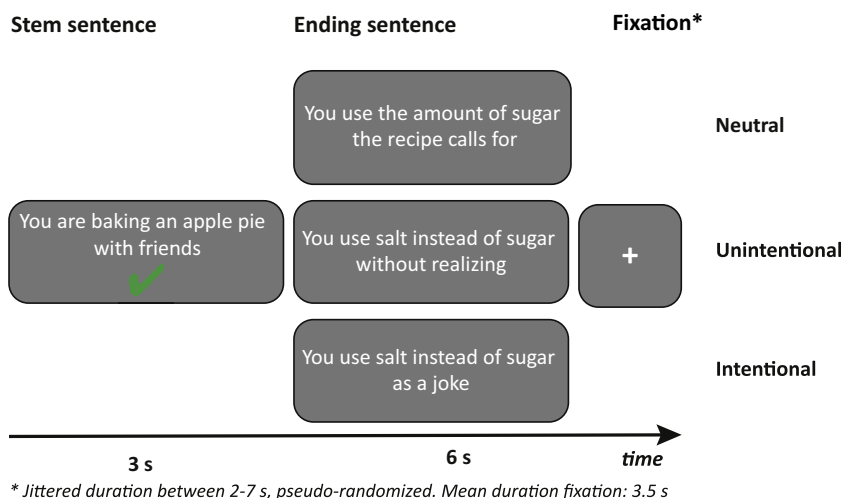 Stem sentence
Ending sentence
Fixation*
You use the amount of sugar
the recipe calls for
Neutral
You are baking an apple pie
with friends
You use salt instead of sugar
without realizing
+
Unintentional
You use salt instead of sugar
as a joke
Intentional
3 s
6 s
time
* Jittered duration between 2-7 s, pseudo-randomized. Mean duration fixation: 3.5 s